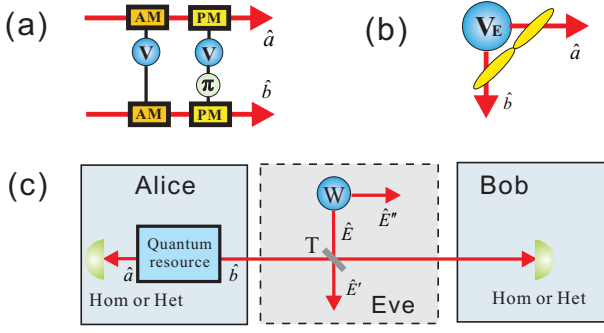 (a)
AM
PM
â
V
V
π
b̂
AM
PM
(b)
V_E
â
b̂
(c)
Alice
Bob
W
Ê″
Quantum
resource
T
Ê
â
b̂
Ê′
Hom or Het
Eve
Hom or Het